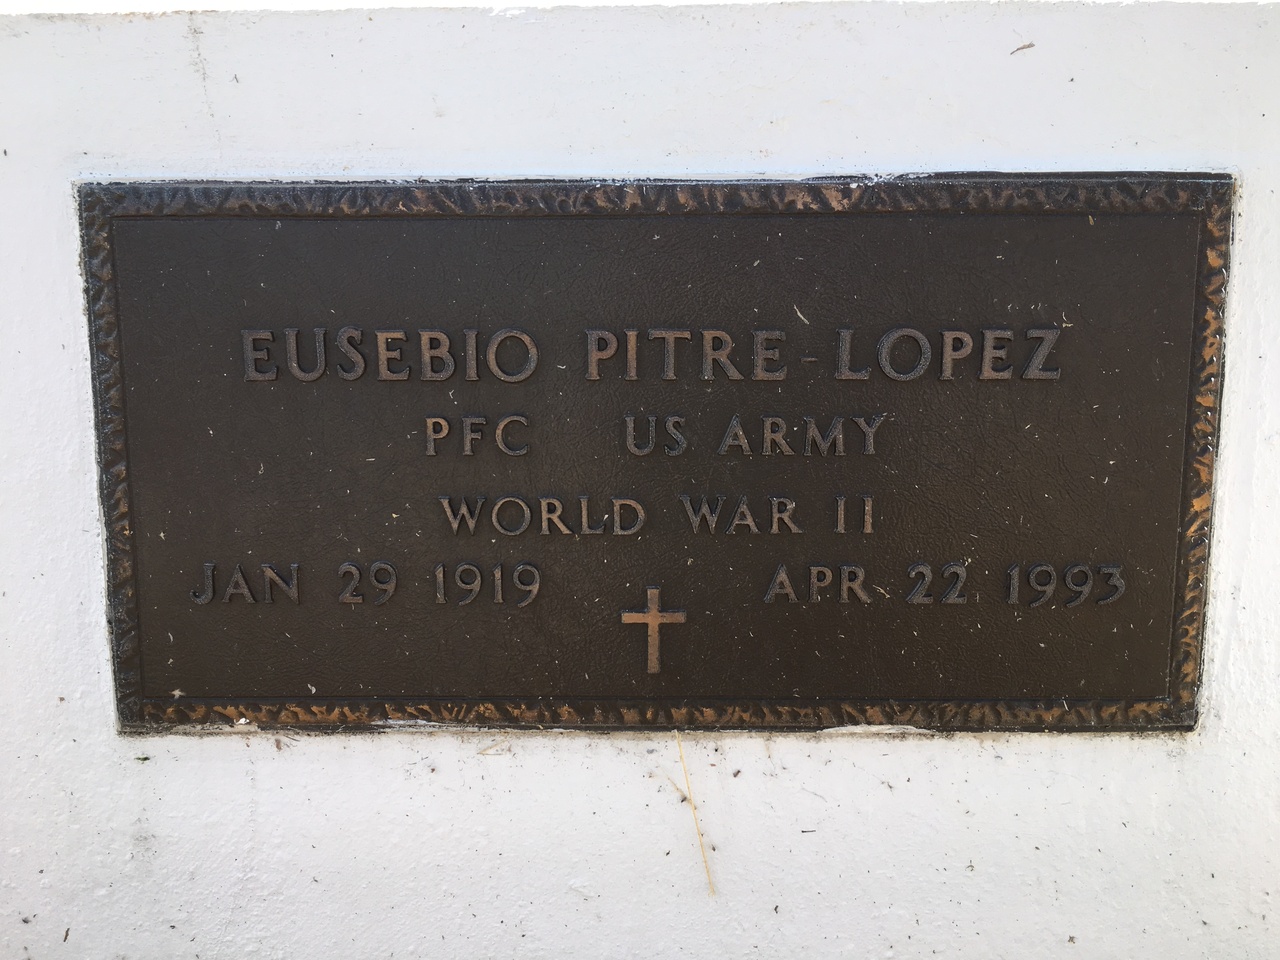 EUSEBIO PITRE-LOPEZ
PFC US ARMY
WORLD WAR II
JAN 29 1919 APR 22 1993